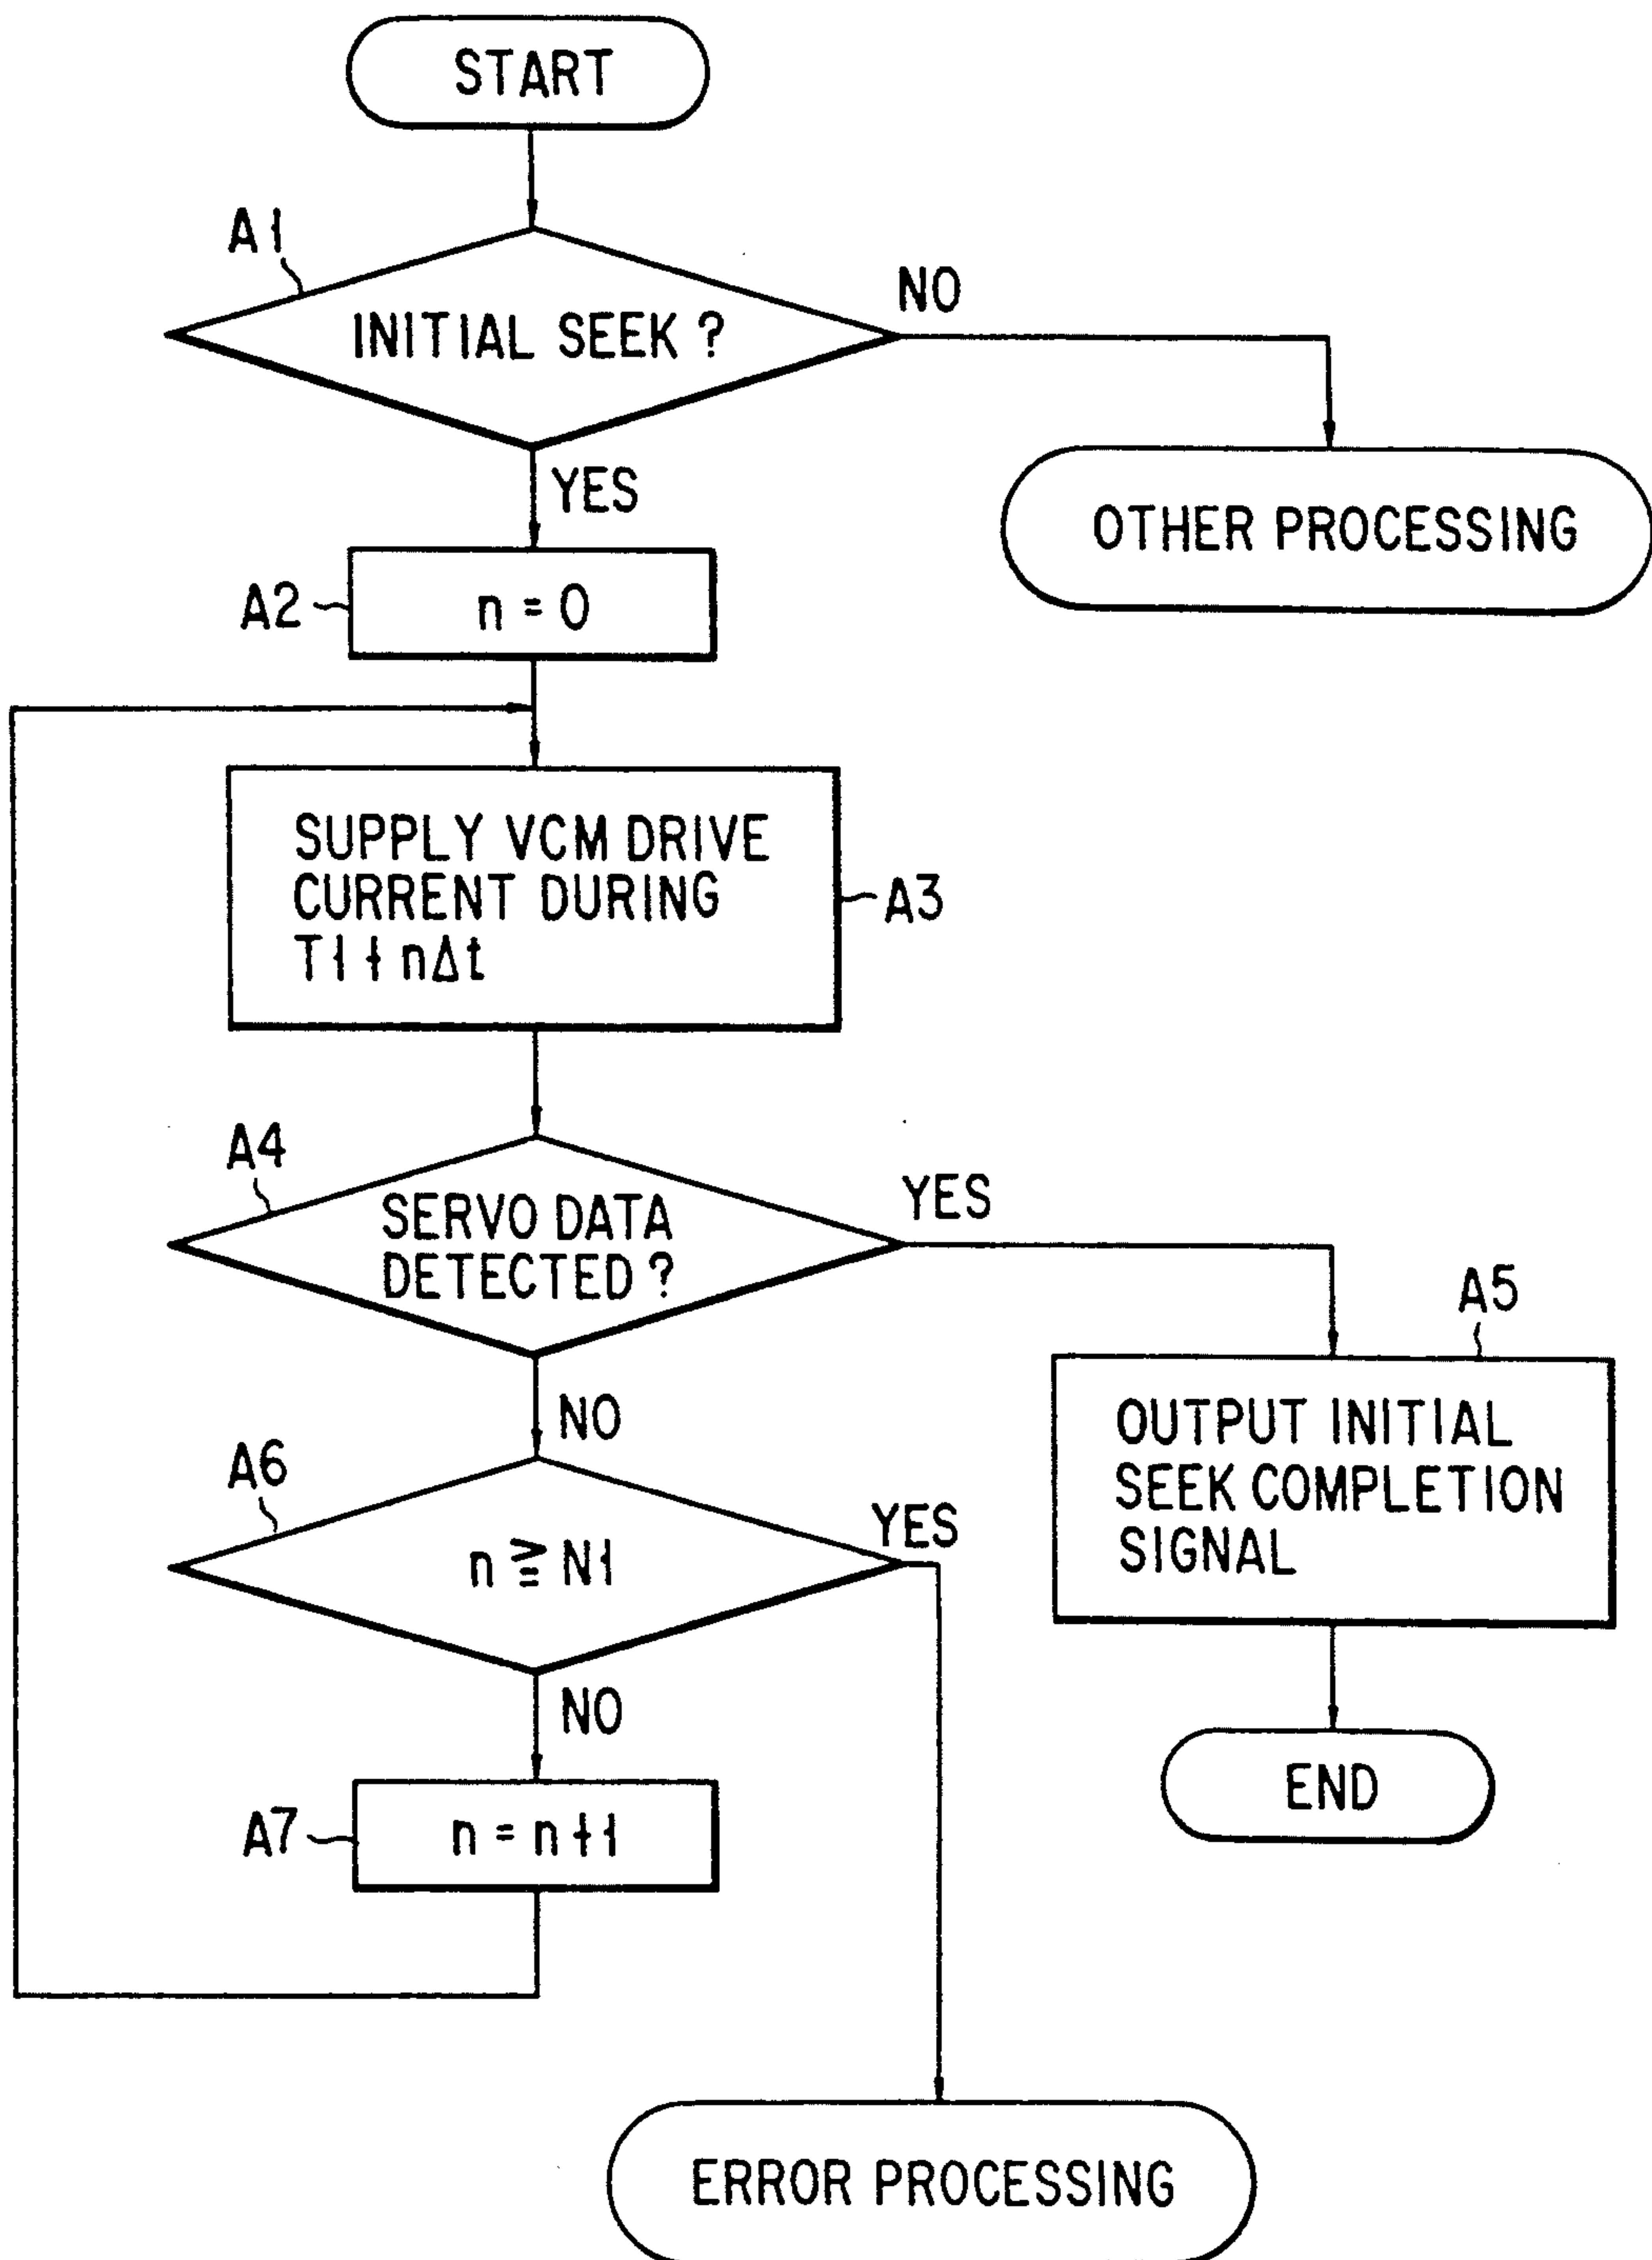 START
A1
INITIAL SEEK ?
NO
YES
OTHER PROCESSING
A2
n = 0
SUPPLY VCM DRIVE
CURRENT DURING
T1 + nΔt
A3
A4
SERVO DATA
DETECTED ?
YES
A5
NO
OUTPUT INITIAL
SEEK COMPLETION
SIGNAL
A6
n ≧ N1
YES
NO
END
A7
n = n+1
ERROR PROCESSING